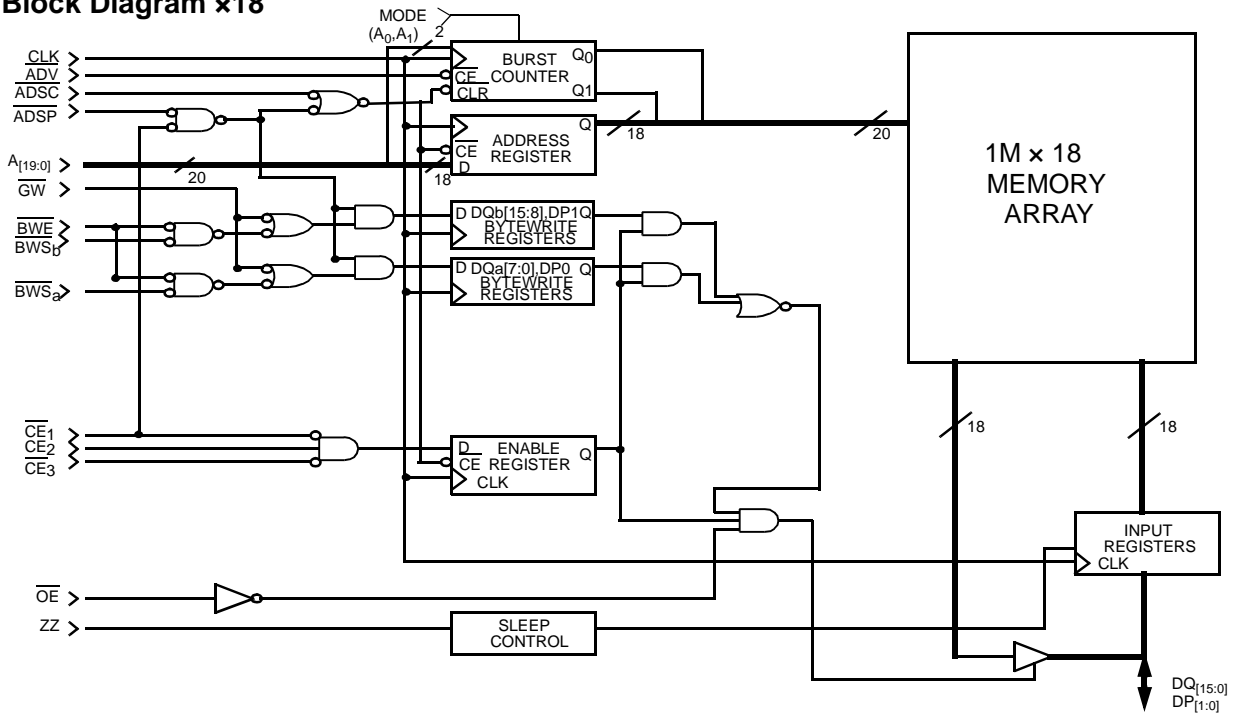 Block Diagram ×18
MODE
(A0,A1)
2
CLK
ADV
ADSC
ADSP
A[19:0]
20
GW
BWE
BWSb
BWSa
CE1
CE2
CE3
OE
ZZ
BURST
COUNTER
CE
CLR
Q0
Q1
ADDRESS
REGISTER
CE
D
Q
18
18
20
D DQb[15:8],DP1Q
BYTEWRITE
REGISTERS
D DQa[7:0],DP0 Q
BYTEWRITE
REGISTERS
D ENABLE
CE REGISTER Q
CLK
SLEEP
CONTROL
1M × 18
MEMORY
ARRAY
18
18
INPUT
REGISTERS
CLK
DQ[15:0]
DP[1:0]